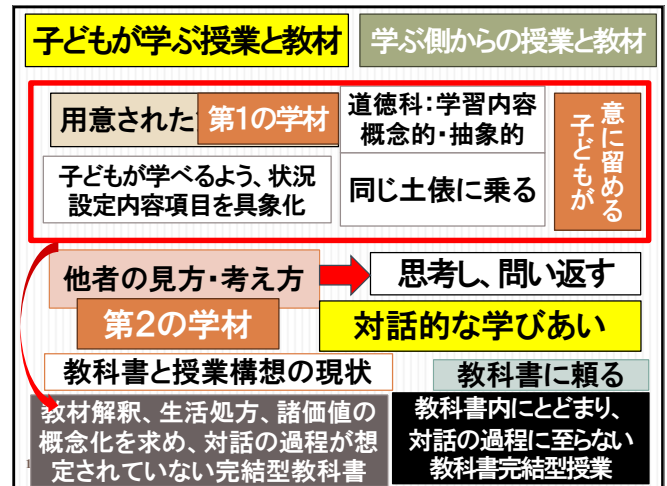 子どもが学ぶ授業と教材
学ぶ側からの授業と教材
用意された
第1の学材
道徳科：学習内容
概念的・抽象的
子どもが
意に留める
子どもが学べるよう、状況
設定内容項目を具象化
同じ土俵に乗る
他者の見方・考え方
思考し、問い返す
第2の学材
対話的な学びあい
教科書と授業構想の現状
教科書に頼る
教材解釈、生活処方、諸価値の
概念化を求め、対話の過程が想
定されていない完結型教科書
教科書内にとどまり、
対話の過程に至らない
教科書完結型授業